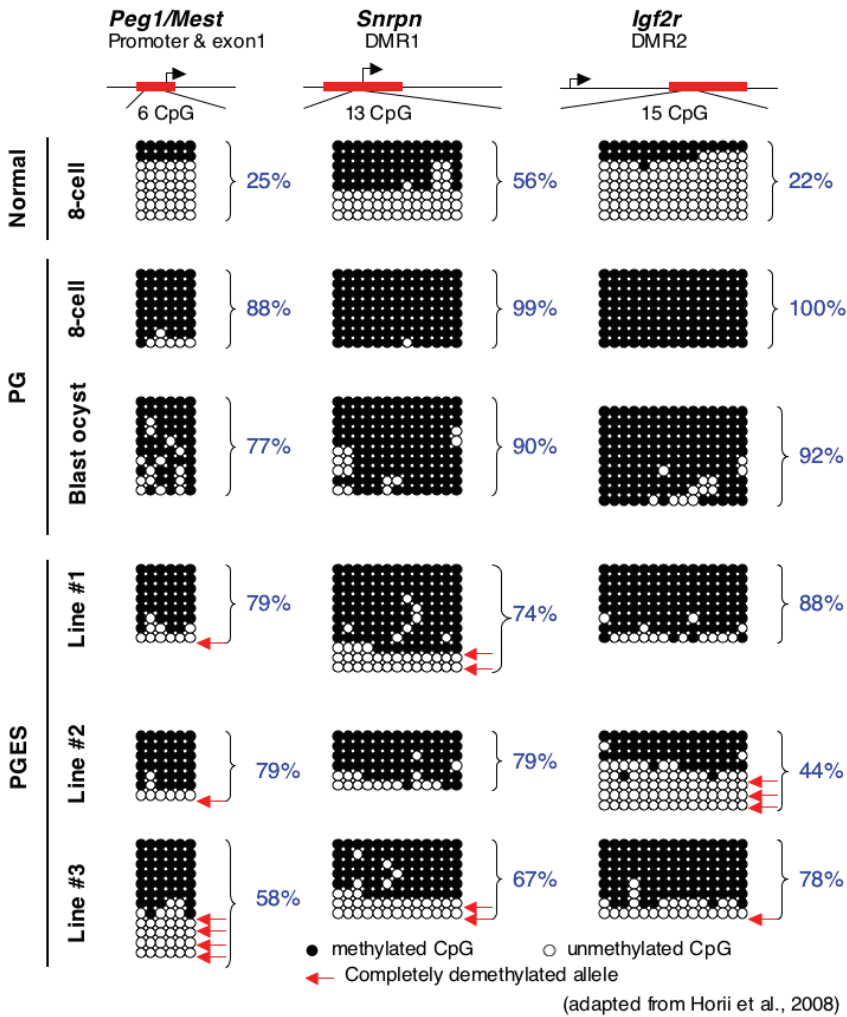 Peg1/Mest Snrpn Igf2r
Promoter & exon1 DMR1 DMR2
6 CpG 13 CpG 15 CpG
Normal
8-cell
25% 56% 22%
PG
8-cell
88% 99% 100%
Blast ocyst
77% 90% 92%
PGES
Line #1
79% 74% 88%
Line #2
79% 79% 44%
Line #3
58% 67% 78%
methylated CpG unmethylated CpG
Completely demethylated allele
(adapted from Horii et al., 2008)